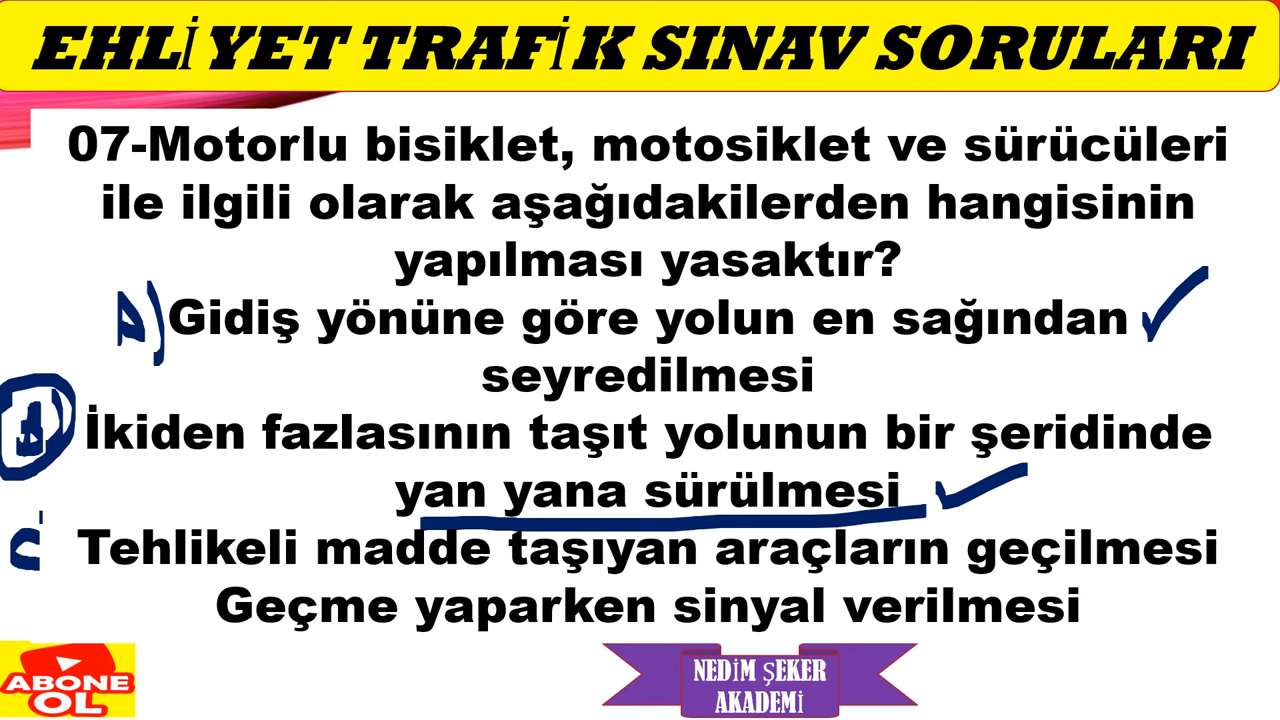 EHLİYET TRAFİK SINAV SORULARI
07-Motorlu bisiklet, motosiklet ve sürücüleri
ile ilgili olarak aşağıdakilerden hangisinin
yapılması yasaktır?
A) Gidiş yönüne göre yolun en sağından
seyredilmesi
B İkiden fazlasının taşıt yolunun bir şeridinde
yan yana sürülmesi
C Tehlikeli madde taşıyan araçların geçilmesi
Geçme yaparken sinyal verilmesi
ABONE
OL
NEDİM ŞEKER
AKADEMİ